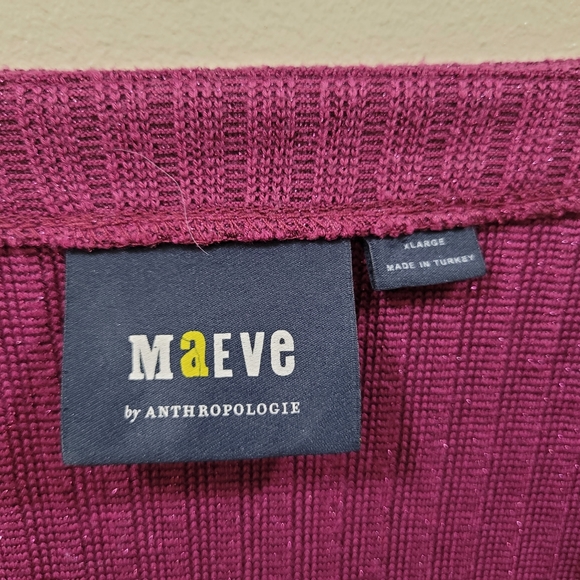 MaEVe
by ANTHROPOLOGIE
XLARGE
MADE IN TURKEY